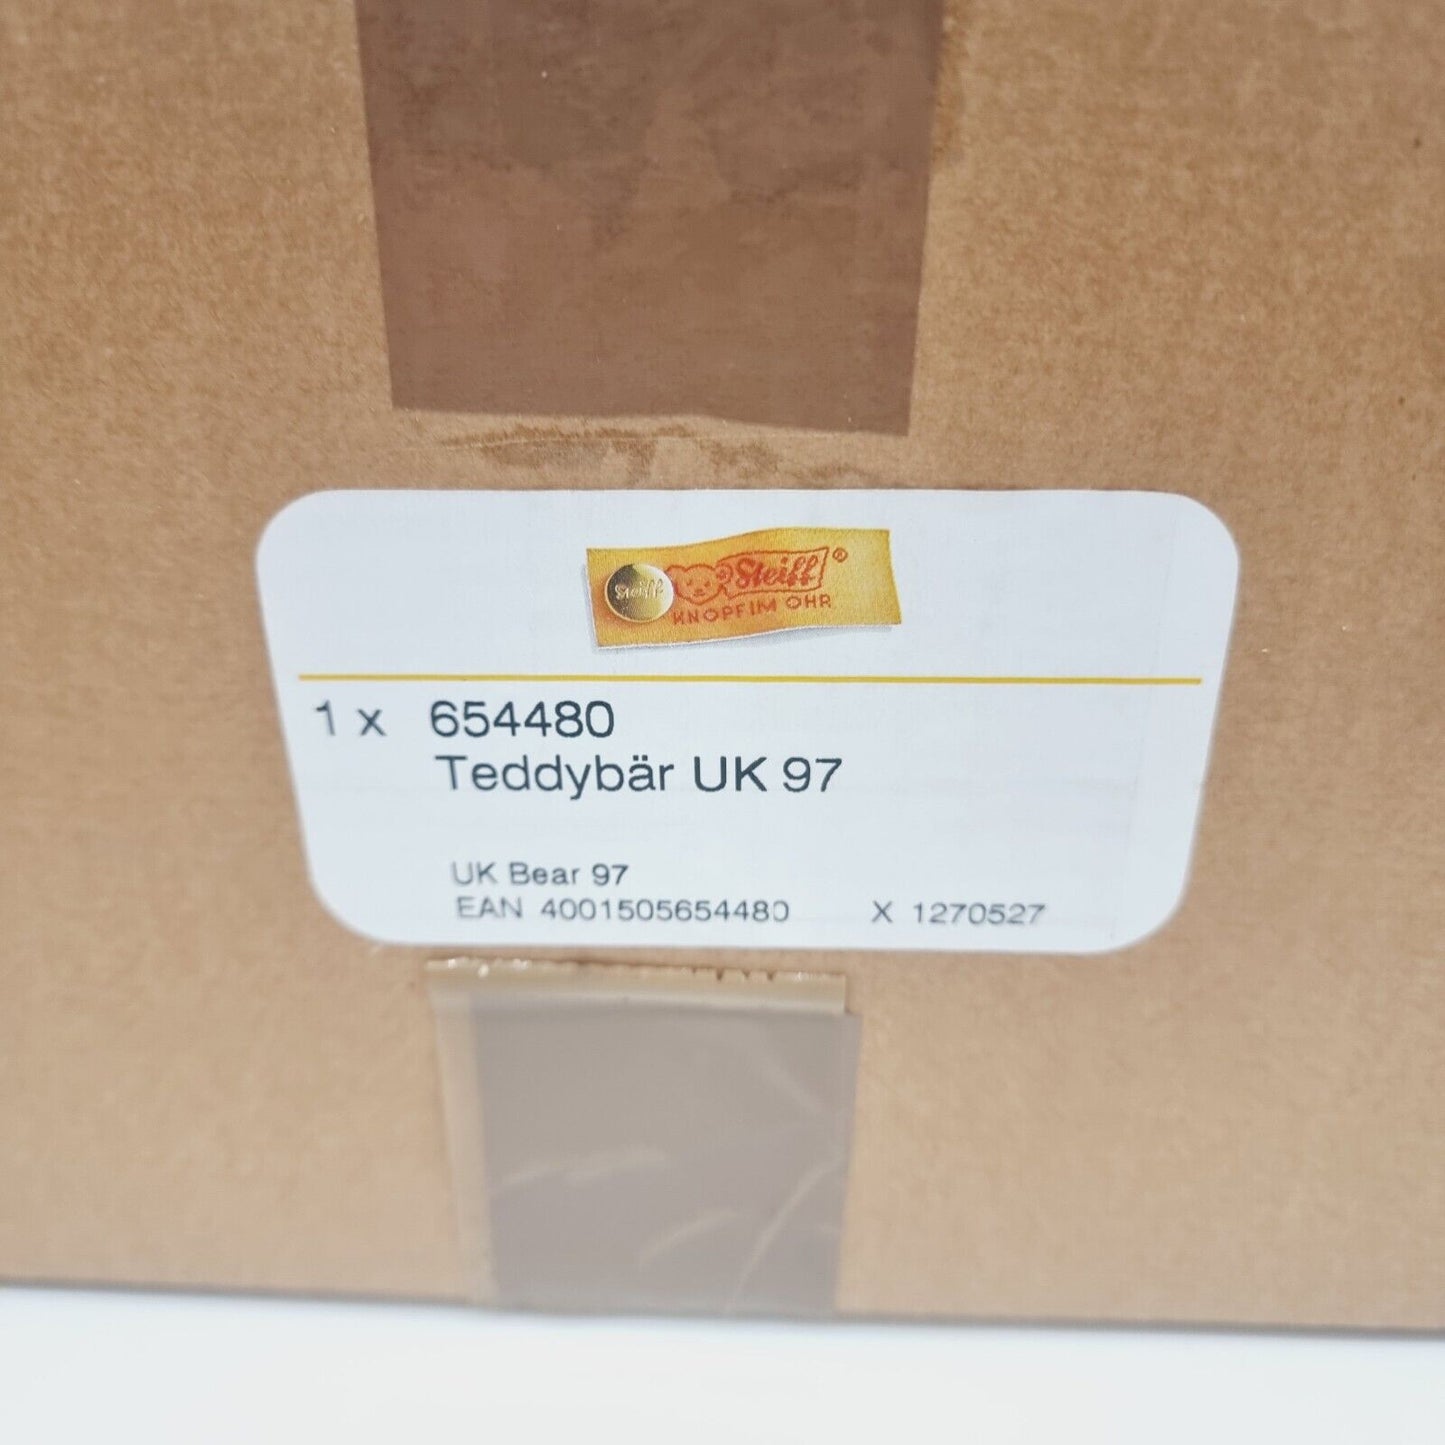 Steiff
Steiff®
KNOPF IM OHR
1 x 654480
Teddybär UK 97
UK Bear 97
EAN 4001505654480 X 1270527